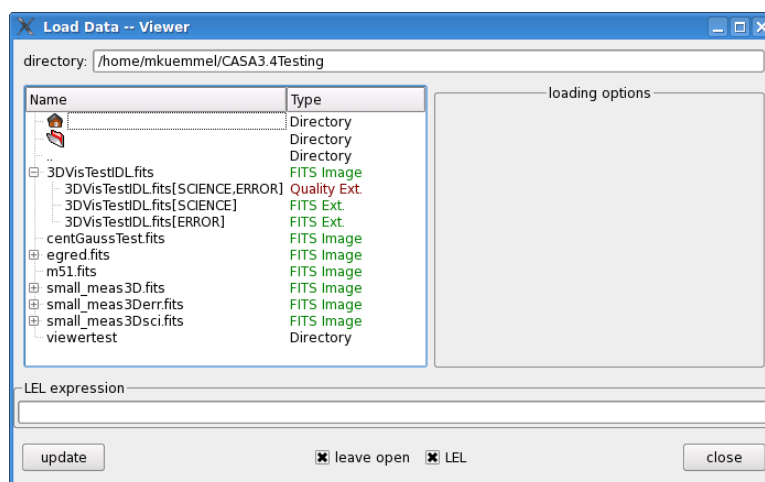 Load Data -- Viewer
directory: /home/mkuemmel/CASA3.4Testing
Name Type
Directory
Directory
.. Directory
3DVisTestIDL.fits FITS Image
3DVisTestIDL.fits[SCIENCE,ERROR] Quality Ext.
3DVisTestIDL.fits[SCIENCE] FITS Ext.
3DVisTestIDL.fits[ERROR] FITS Ext.
centGaussTest.fits FITS Image
egred.fits FITS Image
m51.fits FITS Image
small_meas3D.fits FITS Image
small_meas3Derr.fits FITS Image
small_meas3Dsci.fits FITS Image
viewertest Directory
loading options
LEL expression
update leave open LEL close